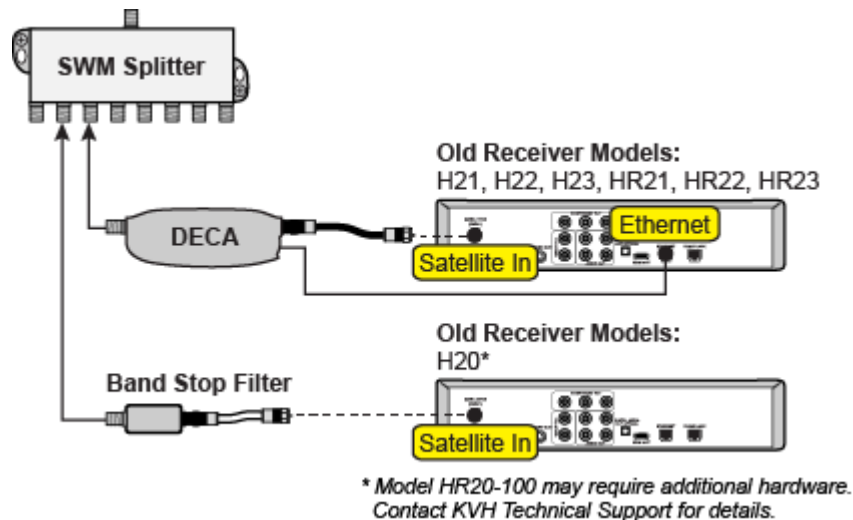 SWM Splitter
Old Receiver Models:
H21, H22, H23, HR21, HR22, HR23
DECA
Ethernet
Satellite In
Old Receiver Models:
H20*
Band Stop Filter
Satellite In
* Model HR20-100 may require additional hardware.
Contact KVH Technical Support for details.